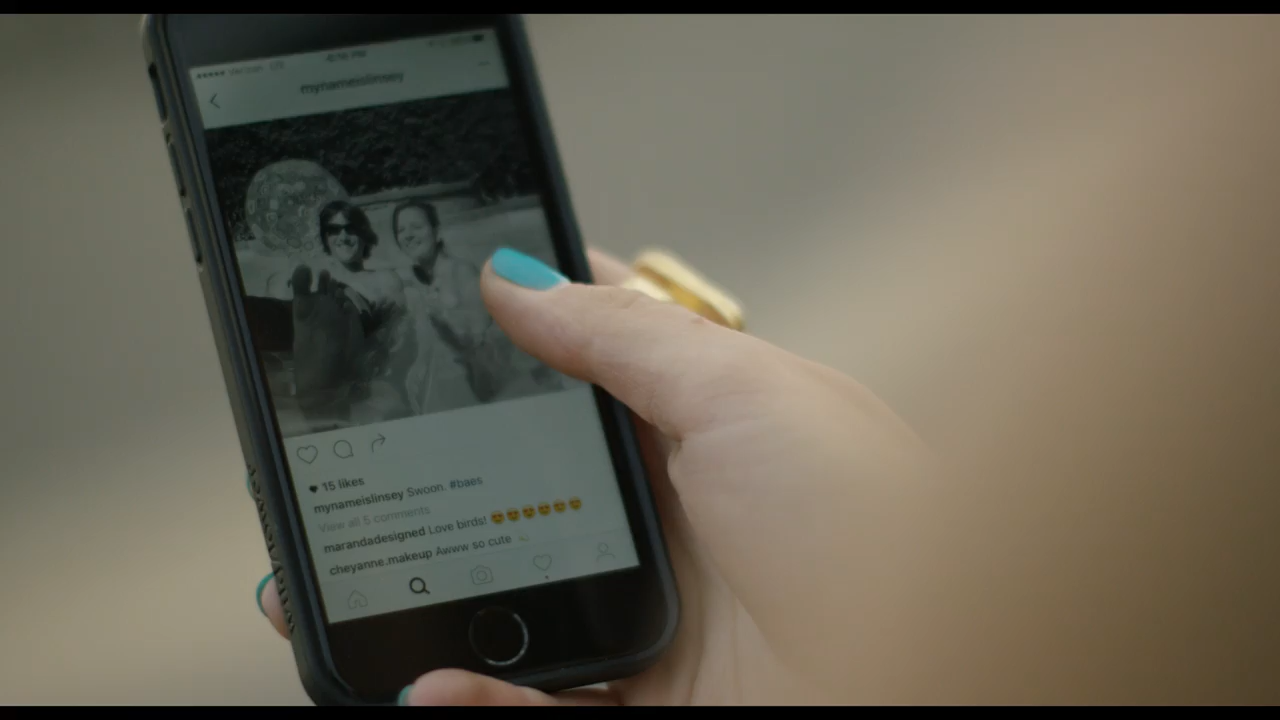 mynameislinsey
15 likes
mynameislinsey Swoon. #baes
View all 5 comments
marandadesigned Love birds! 😍😍😍😍😍😍
cheyanne.makeup Awww so cute